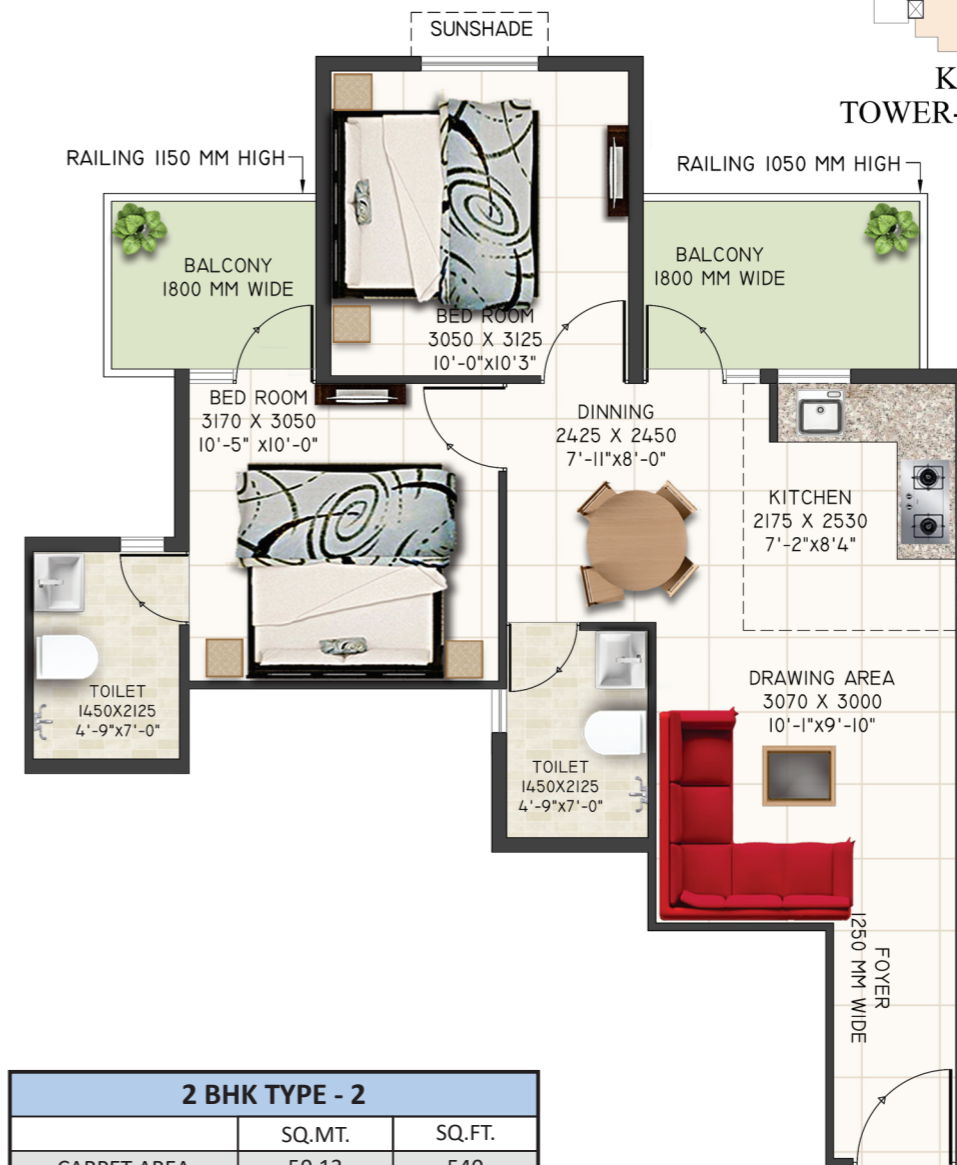 SUNSHADE
K
TOWER-
RAILING 1150 MM HIGH
RAILING 1050 MM HIGH
BALCONY
1800 MM WIDE
BALCONY
1800 MM WIDE
BED ROOM
3050 X 3125
10'-0"x10'3"
BED ROOM
3170 X 3050
10'-5" x10'-0"
DINNING
2425 X 2450
7'-11"x8'-0"
KITCHEN
2175 X 2530
7'-2"x8'4"
TOILET
1450X2125
4'-9"x7'-0"
DRAWING AREA
3070 X 3000
10'-1"x9'-10"
TOILET
1450X2125
4'-9"x7'-0"
FOYER
1250 MM WIDE
2 BHK TYPE - 2
SQ.MT. SQ.FT.